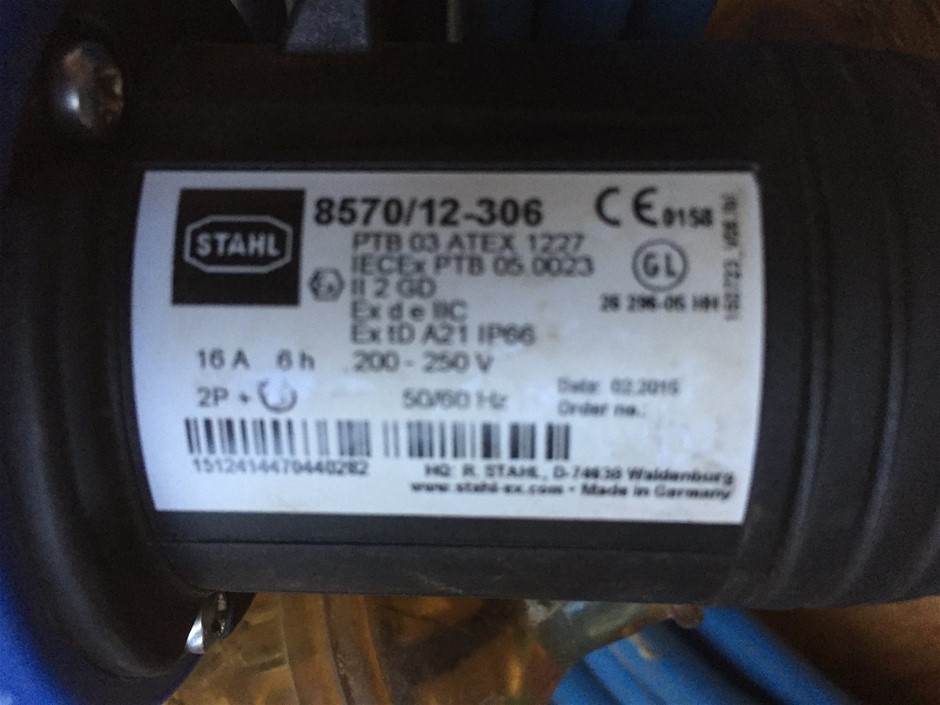 STAHL
8570/12-306
CE 0158
PTB 03 ATEX 1227
IECEx PTB 05.0023
GL
Ex II 2 GD
26 296-05 HH
Ex d e IIC
Ex tD A21 IP66
16 A 6 h 200 - 250 V
2P + 50/60 Hz
Date: 02.2015
Order no.:
HQ: R. STAHL, D-74638 Waldenburg
www.stahl-ex.com • Made in Germany